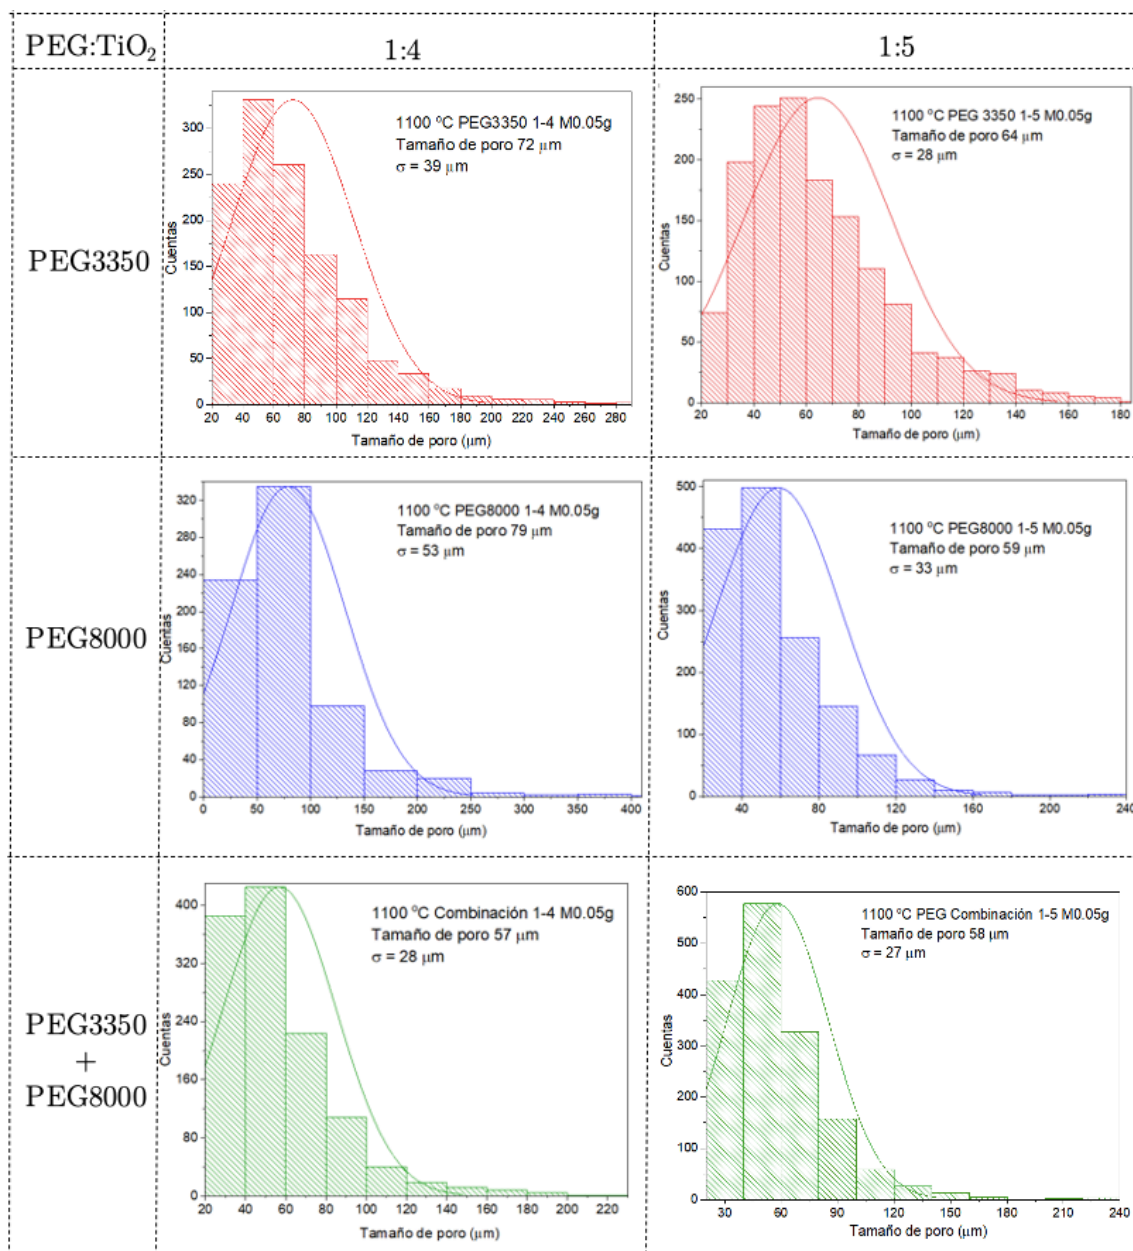 PEG:TiO₂ 1:4 1:5
PEG3350
1100 °C PEG3350 1-4 M0.05g
Tamaño de poro 72 µm
σ = 39 µm
Cuentas
300
250
200
150
100
50
0
20 40 60 80 100 120 140 160 180 200 220 240 260 280
Tamaño de poro (µm)
1100 °C PEG 3350 1-5 M0.05g
Tamaño de poro 64 µm
σ = 28 µm
Cuentas
250
200
150
100
50
0
20 40 60 80 100 120 140 160 180
Tamaño de poro (µm)
PEG8000
1100 °C PEG8000 1-4 M0.05g
Tamaño de poro 79 µm
σ = 53 µm
Cuentas
320
280
240
200
160
120
80
40
0
0 50 100 150 200 250 300 350 400
Tamaño de poro (µm)
1100 °C PEG8000 1-5 M0.05g
Tamaño de poro 59 µm
σ = 33 µm
Cuentas
500
400
300
200
100
0
40 80 120 160 200 240
Tamaño de poro (µm)
PEG3350
+
PEG8000
1100 °C Combinación 1-4 M0.05g
Tamaño de poro 57 µm
σ = 28 µm
Cuentas
400
320
240
160
80
0
20 40 60 80 100 120 140 160 180 200 220
Tamaño de poro (µm)
1100 °C PEG Combinación 1-5 M0.05g
Tamaño de poro 58 µm
σ = 27 µm
Cuentas
600
500
400
300
200
100
0
30 60 90 120 150 180 210 240
Tamaño de poro (µm)